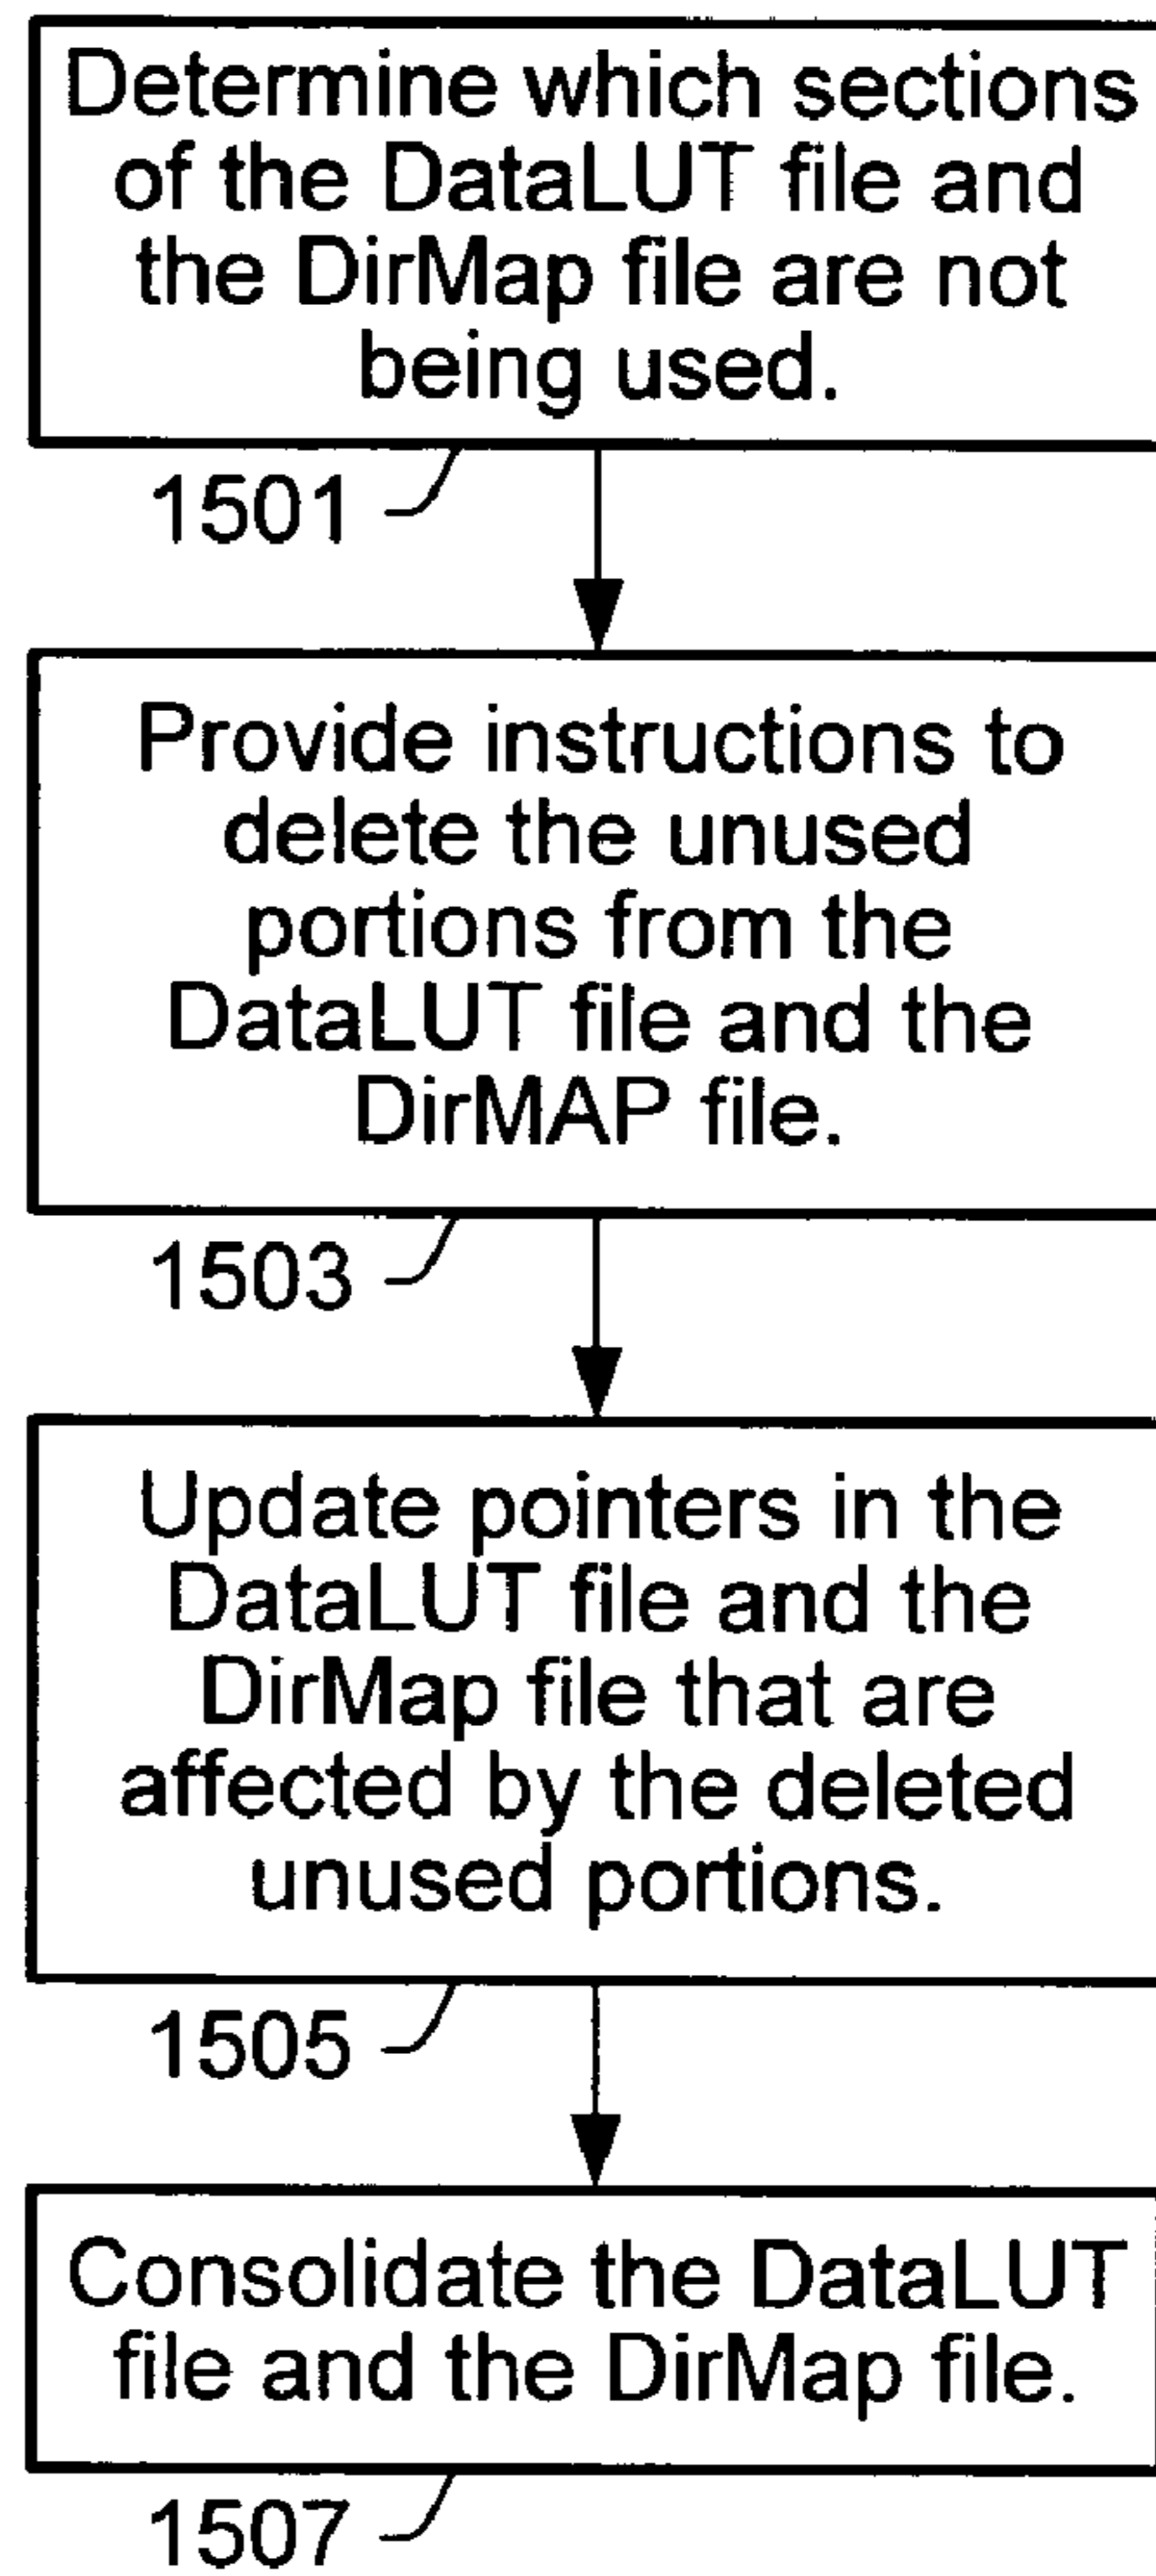 Determine which sections
of the DataLUT file and
the DirMap file are not
being used.
1501
Provide instructions to
delete the unused
portions from the
DataLUT file and the
DirMAP file.
1503
Update pointers in the
DataLUT file and the
DirMap file that are
affected by the deleted
unused portions.
1505
Consolidate the DataLUT
file and the DirMap file.
1507